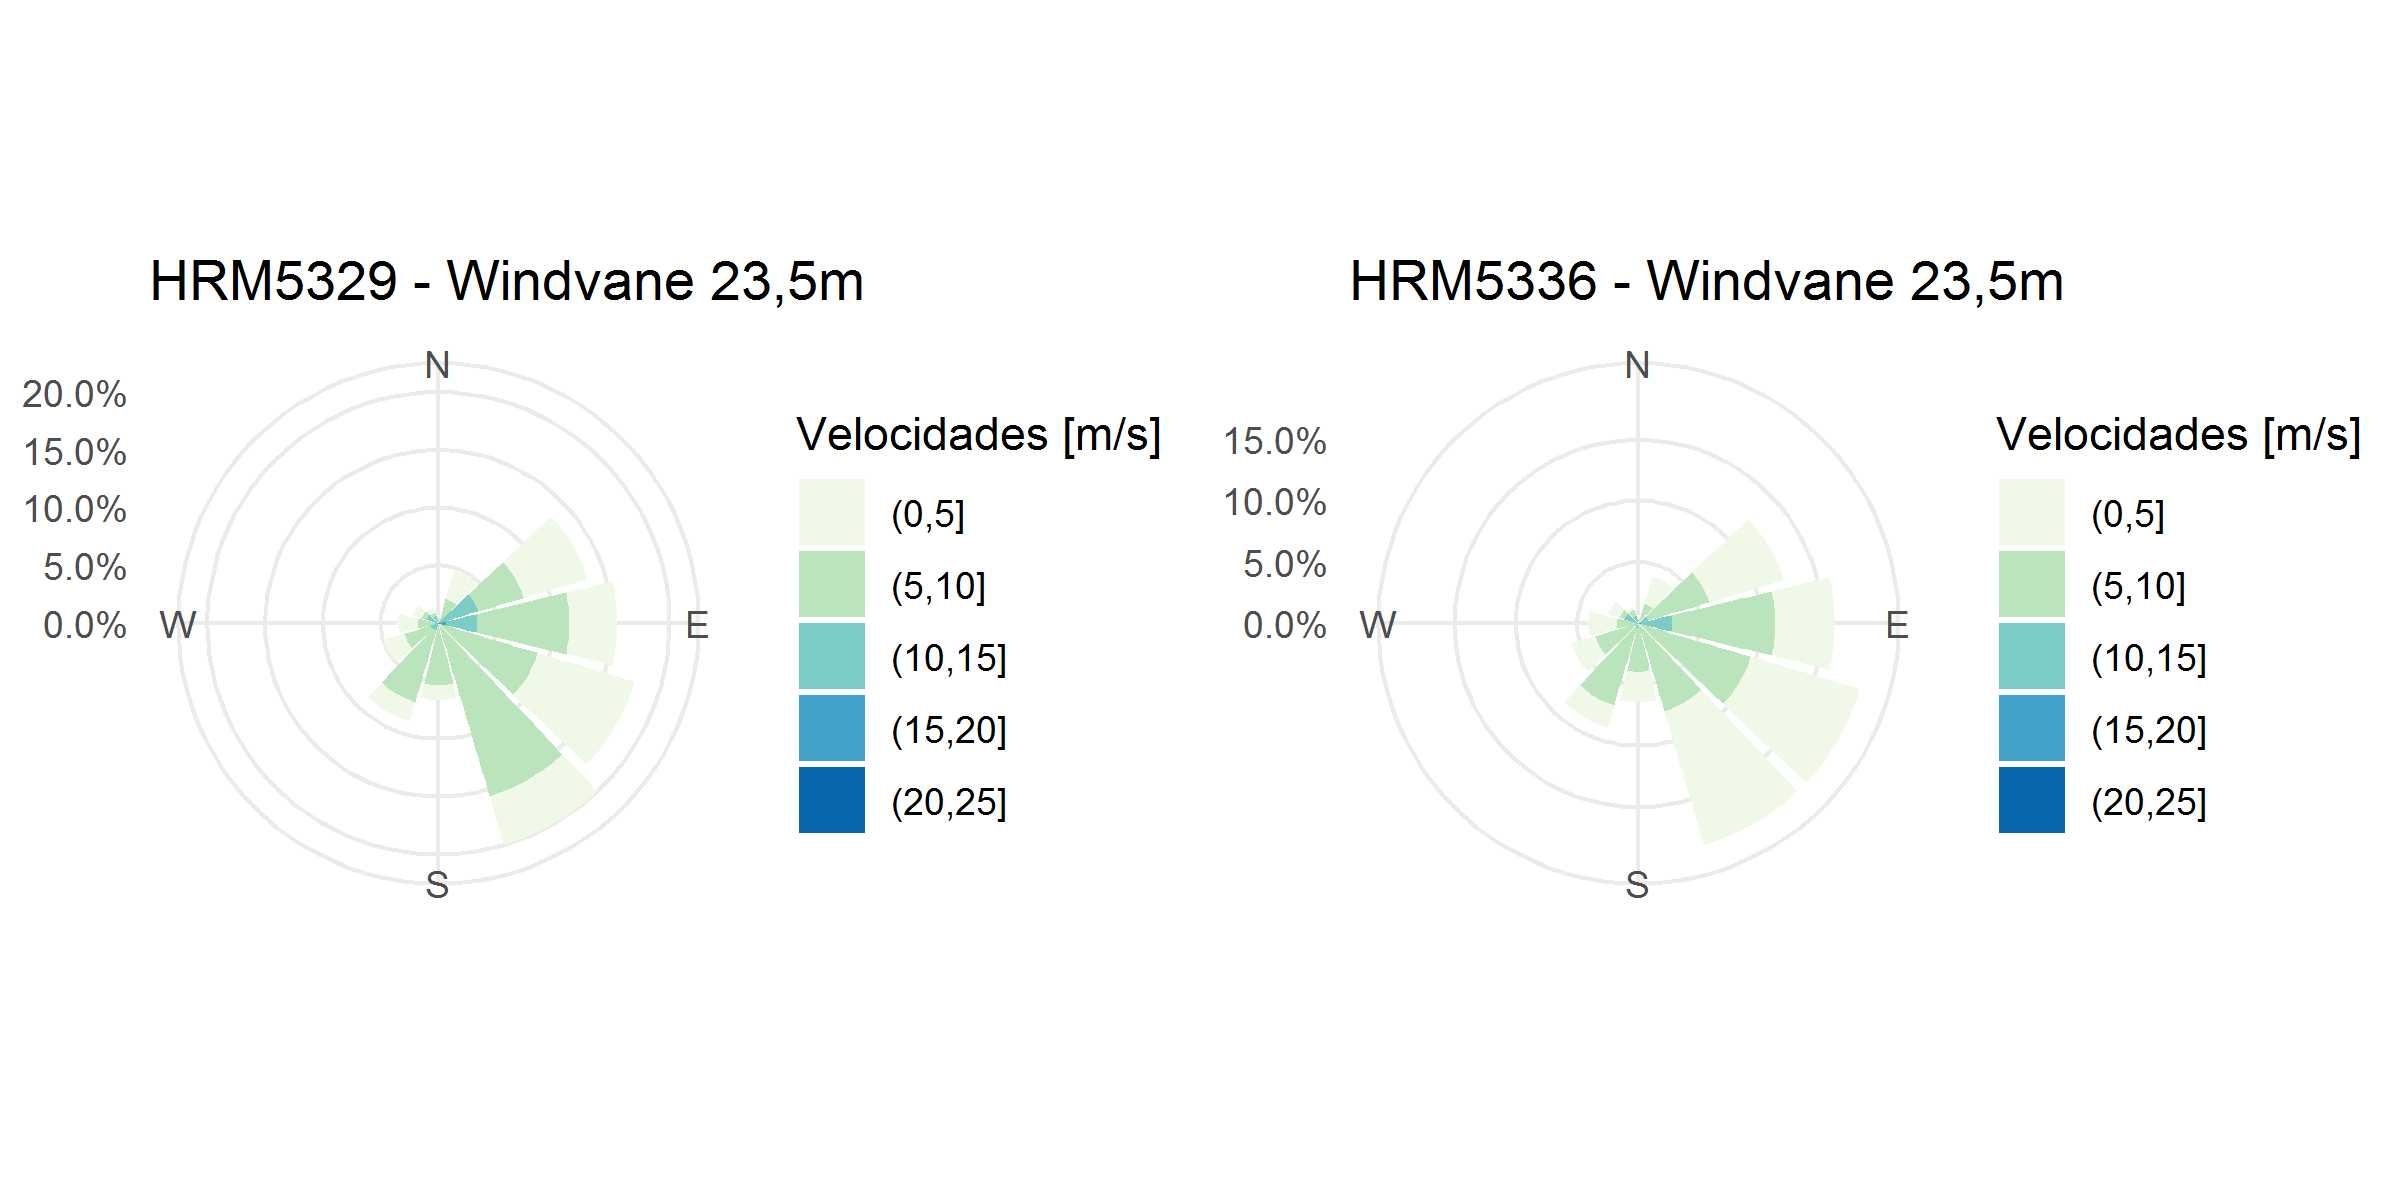 HRM5329 - Windvane 23,5m
N
20.0%
15.0%
10.0%
5.0%
0.0%
W
E
S
Velocidades [m/s]
(0,5]
(5,10]
(10,15]
(15,20]
(20,25]
HRM5336 - Windvane 23,5m
N
15.0%
10.0%
5.0%
0.0%
W
E
S
Velocidades [m/s]
(0,5]
(5,10]
(10,15]
(15,20]
(20,25]